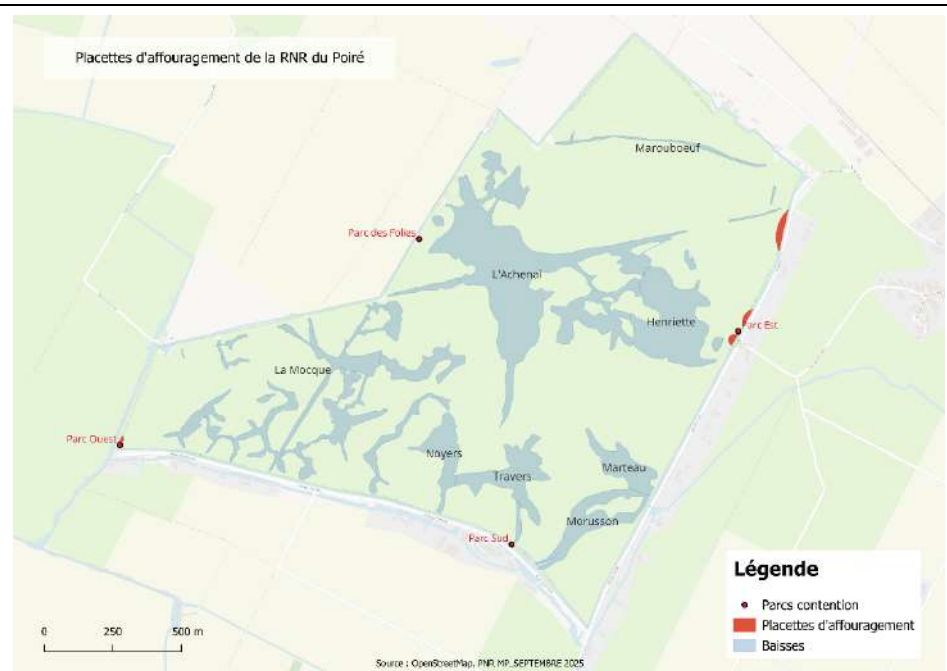 Placettes d'affouragement de la RNR du Poiré
Marouboeuf
Parc des Folies
L'Achenal
Henriette
Parc Est
La Mocque
Parc Ouest
Noyers
Travers
Marteau
Morusson
Parc Sud
Légende
Parcs contention
Placettes d'affouragement
Baisses
0 250 500 m
Source : OpenStreetMap, PNR MP_SEPTEMBRE 2025